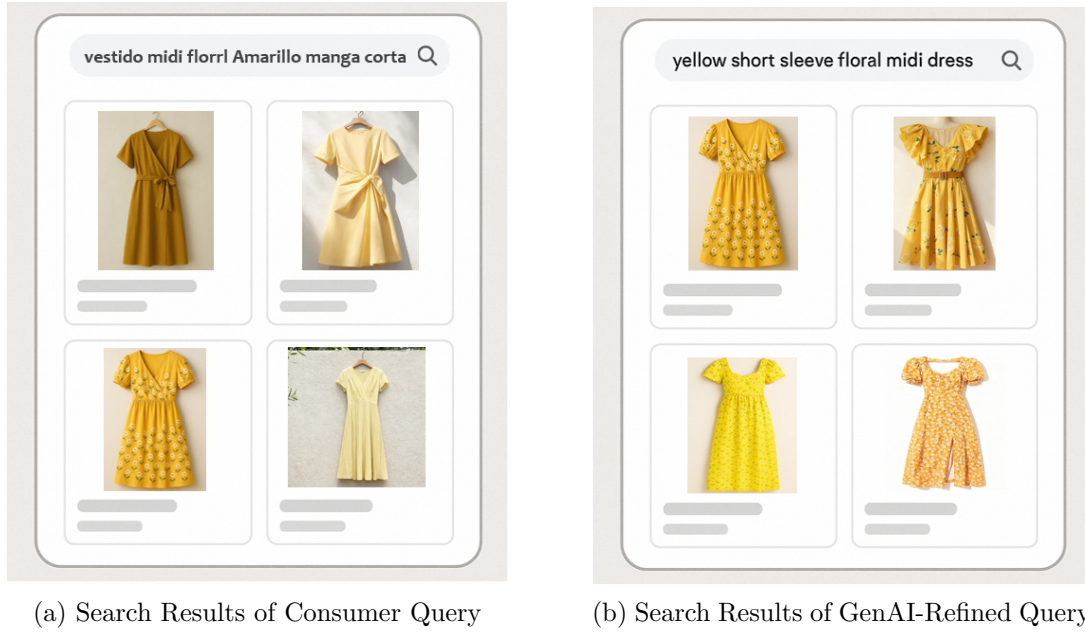 vestido midi florrl Amarillo manga corta
yellow short sleeve floral midi dress
(a) Search Results of Consumer Query
(b) Search Results of GenAI-Refined Query